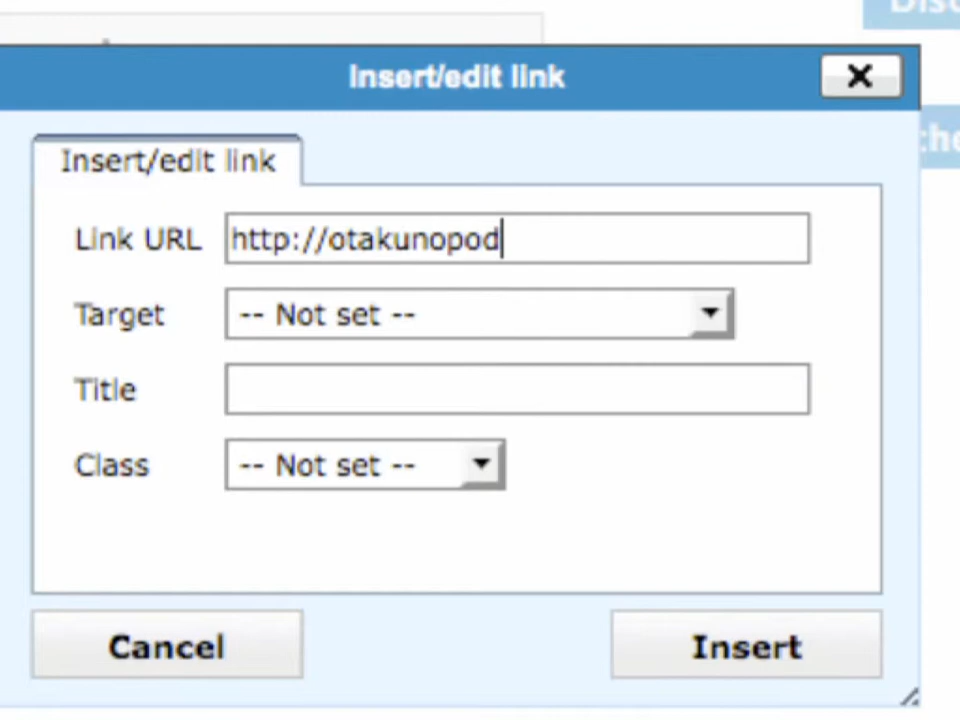 Insert/edit link
Insert/edit link
Link URL http://otakunopod
Target -- Not set --
Title
Class -- Not set --
Cancel Insert